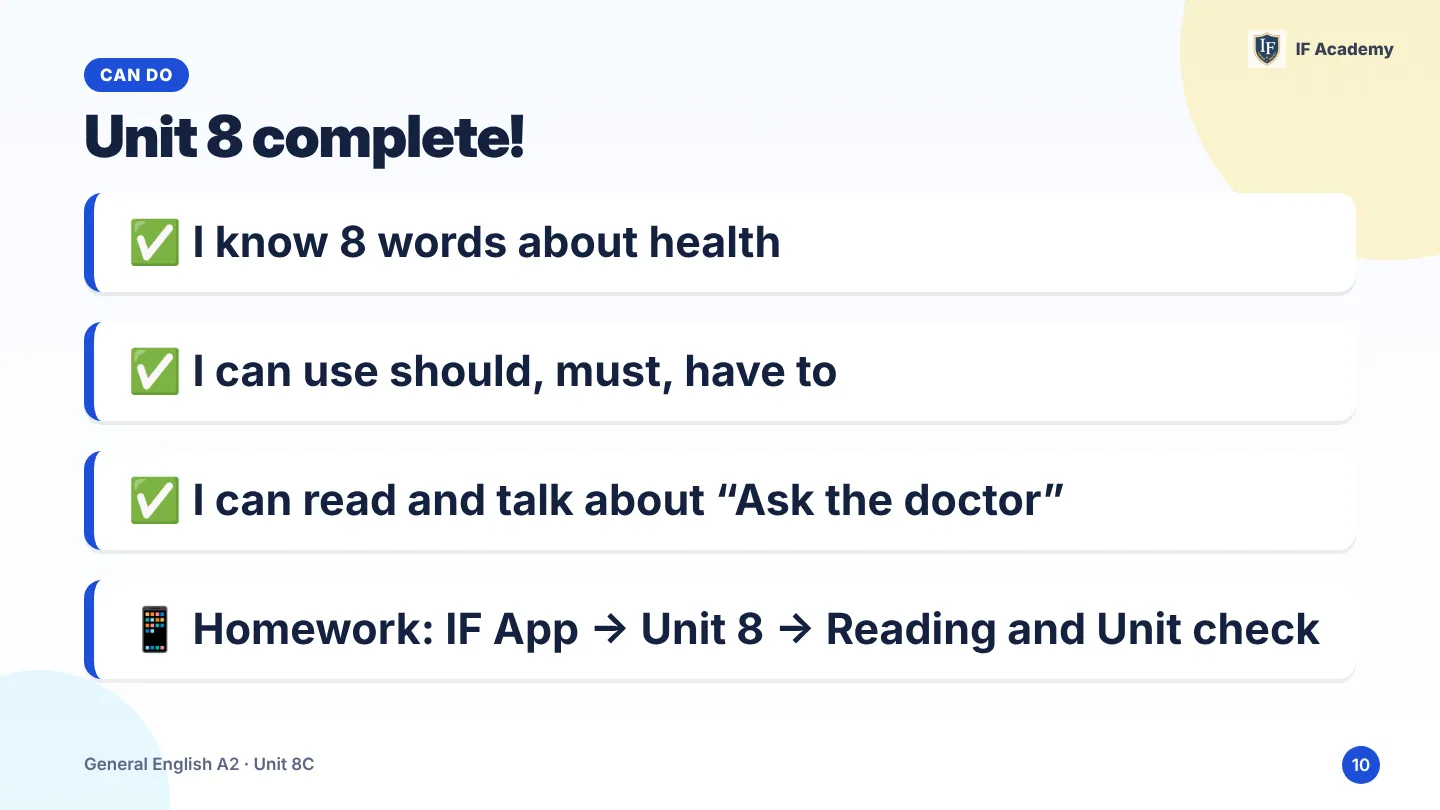 IF Academy
CAN DO
Unit 8 complete!
✅ I know 8 words about health
✅ I can use should, must, have to
✅ I can read and talk about “Ask the doctor”
📱 Homework: IF App → Unit 8 → Reading and Unit check
General English A2 · Unit 8C
10